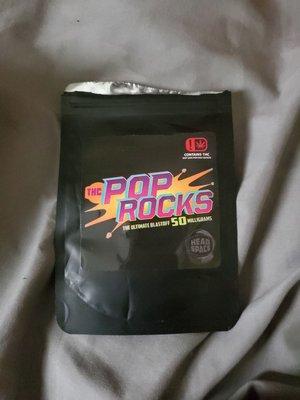 CONTAINS THC
THC
POP
ROCKS
THE ULTIMATE BLASTOFF 50 MILLIGRAMS
HEAD
SPACE